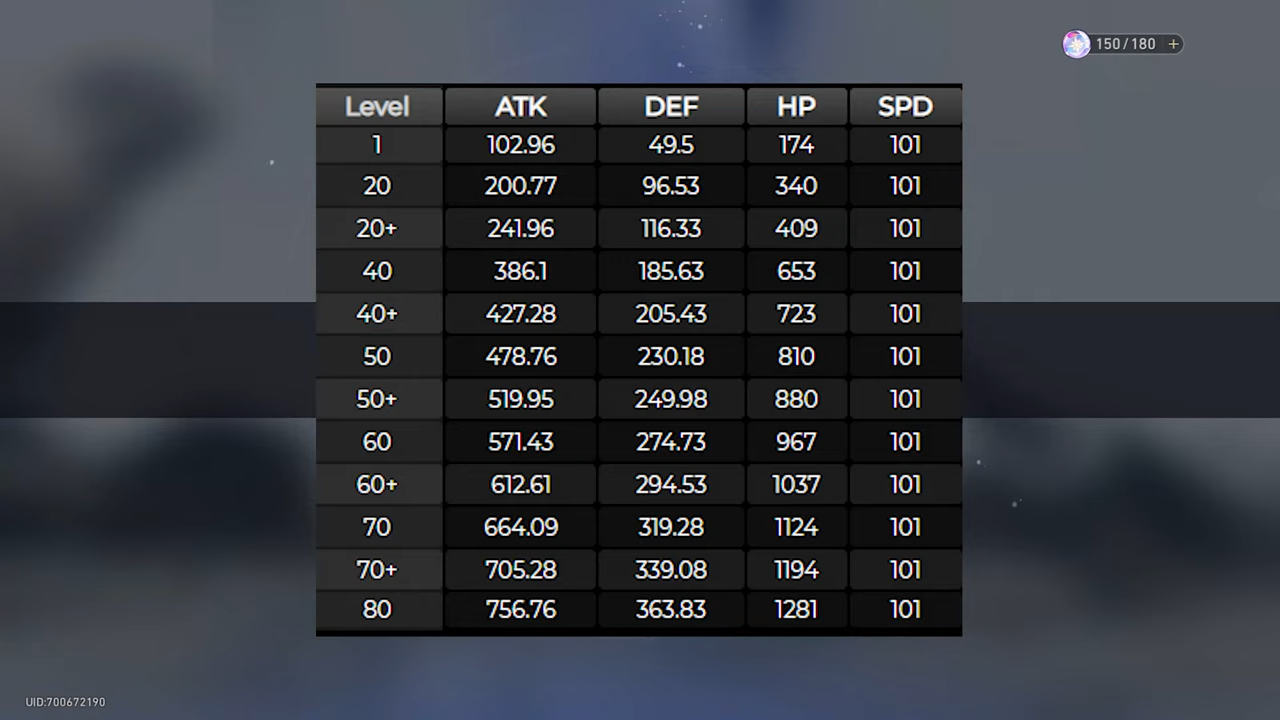 150/180 +
Level ATK DEF HP SPD
1 102.96 49.5 174 101
20 200.77 96.53 340 101
20+ 241.96 116.33 409 101
40 386.1 185.63 653 101
40+ 427.28 205.43 723 101
50 478.76 230.18 810 101
50+ 519.95 249.98 880 101
60 571.43 274.73 967 101
60+ 612.61 294.53 1037 101
70 664.09 319.28 1124 101
70+ 705.28 339.08 1194 101
80 756.76 363.83 1281 101
UID:700672190